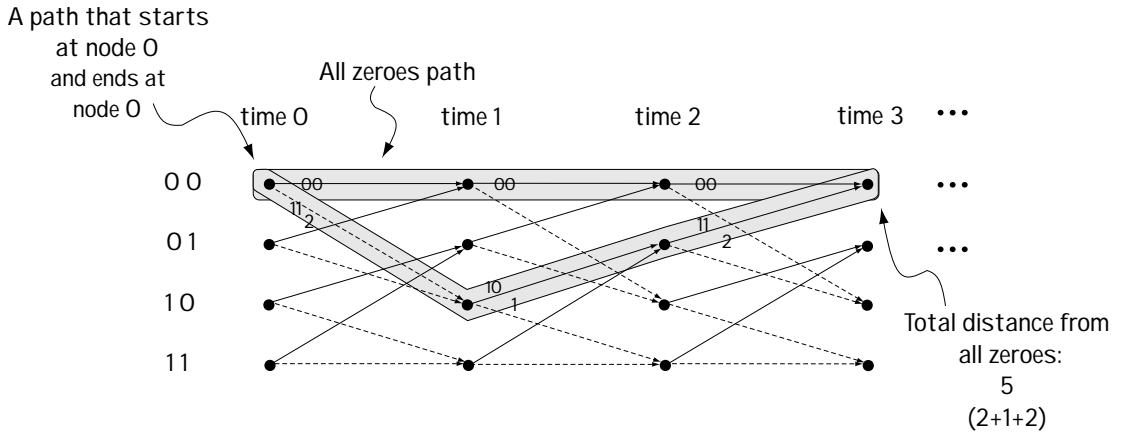 A path that starts
at node 0
and ends at
node 0
All zeroes path
time 0 time 1 time 2 time 3 •••
0 0 00 00 00 •••
11
2
11
2
0 1 •••
10
1
1 0
1 1
Total distance from
all zeroes:
5
(2+1+2)